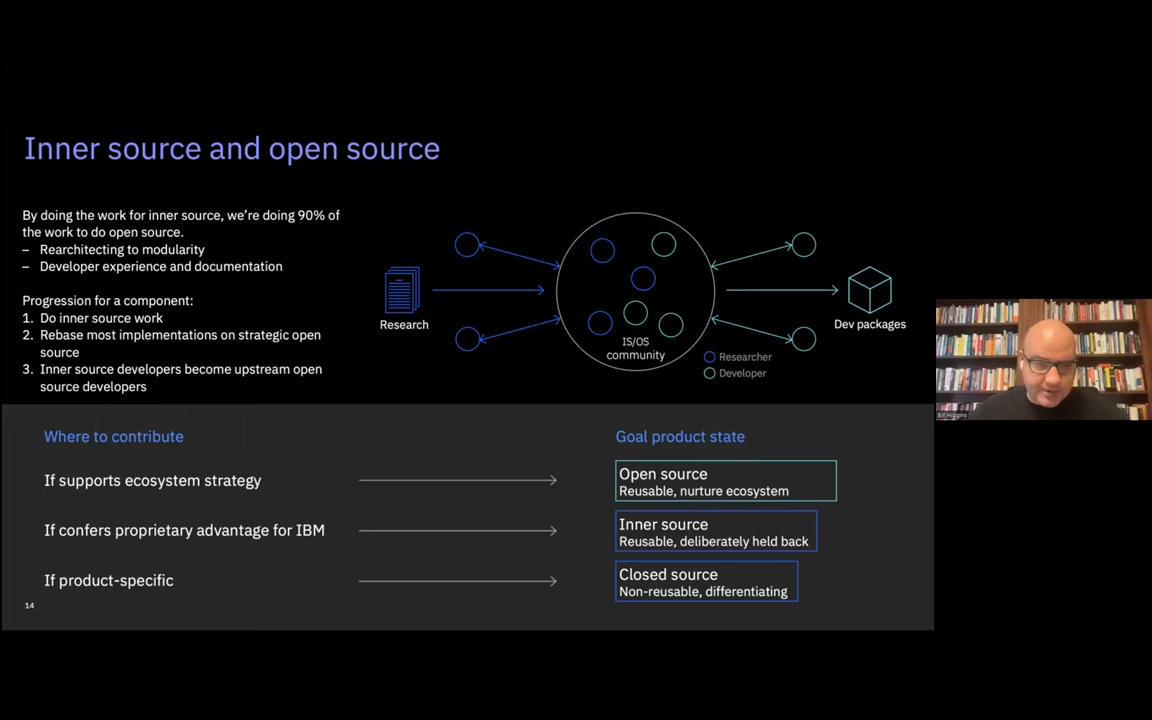 Inner source and open source
By doing the work for inner source, we're doing 90% of
the work to do open source.
– Rearchitecting to modularity
– Developer experience and documentation
Progression for a component:
1. Do inner source work
2. Rebase most implementations on strategic open
source
3. Inner source developers become upstream open
source developers
Research
IS/OS
community
Researcher
Developer
Dev packages
Bill Higgins
Where to contribute
Goal product state
If supports ecosystem strategy
Open source
Reusable, nurture ecosystem
If confers proprietary advantage for IBM
Inner source
Reusable, deliberately held back
If product-specific
Closed source
Non-reusable, differentiating
14